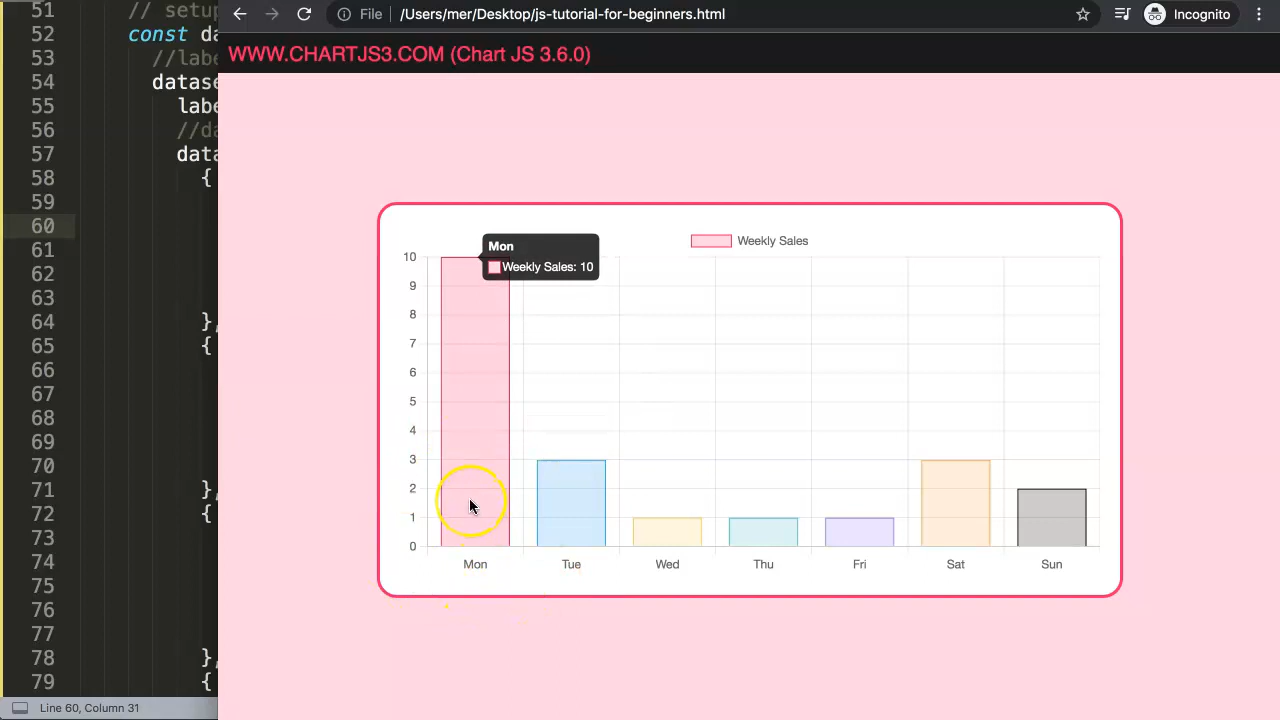 51 // setup
52 const da
53 //labe
54 datase
55 labe
56 //da
57 data
58 {
59
60
61
62
63
64 },
65 {
66
67
68
69
70
71 },
72 {
73
74
75
76
77
78 },
79 {
Line 60, Column 31
File /Users/mer/Desktop/js-tutorial-for-beginners.html
Incognito
WWW.CHARTJS3.COM (Chart JS 3.6.0)
Weekly Sales
Mon
Weekly Sales: 10
10
9
8
7
6
5
4
3
2
1
0
Mon Tue Wed Thu Fri Sat Sun